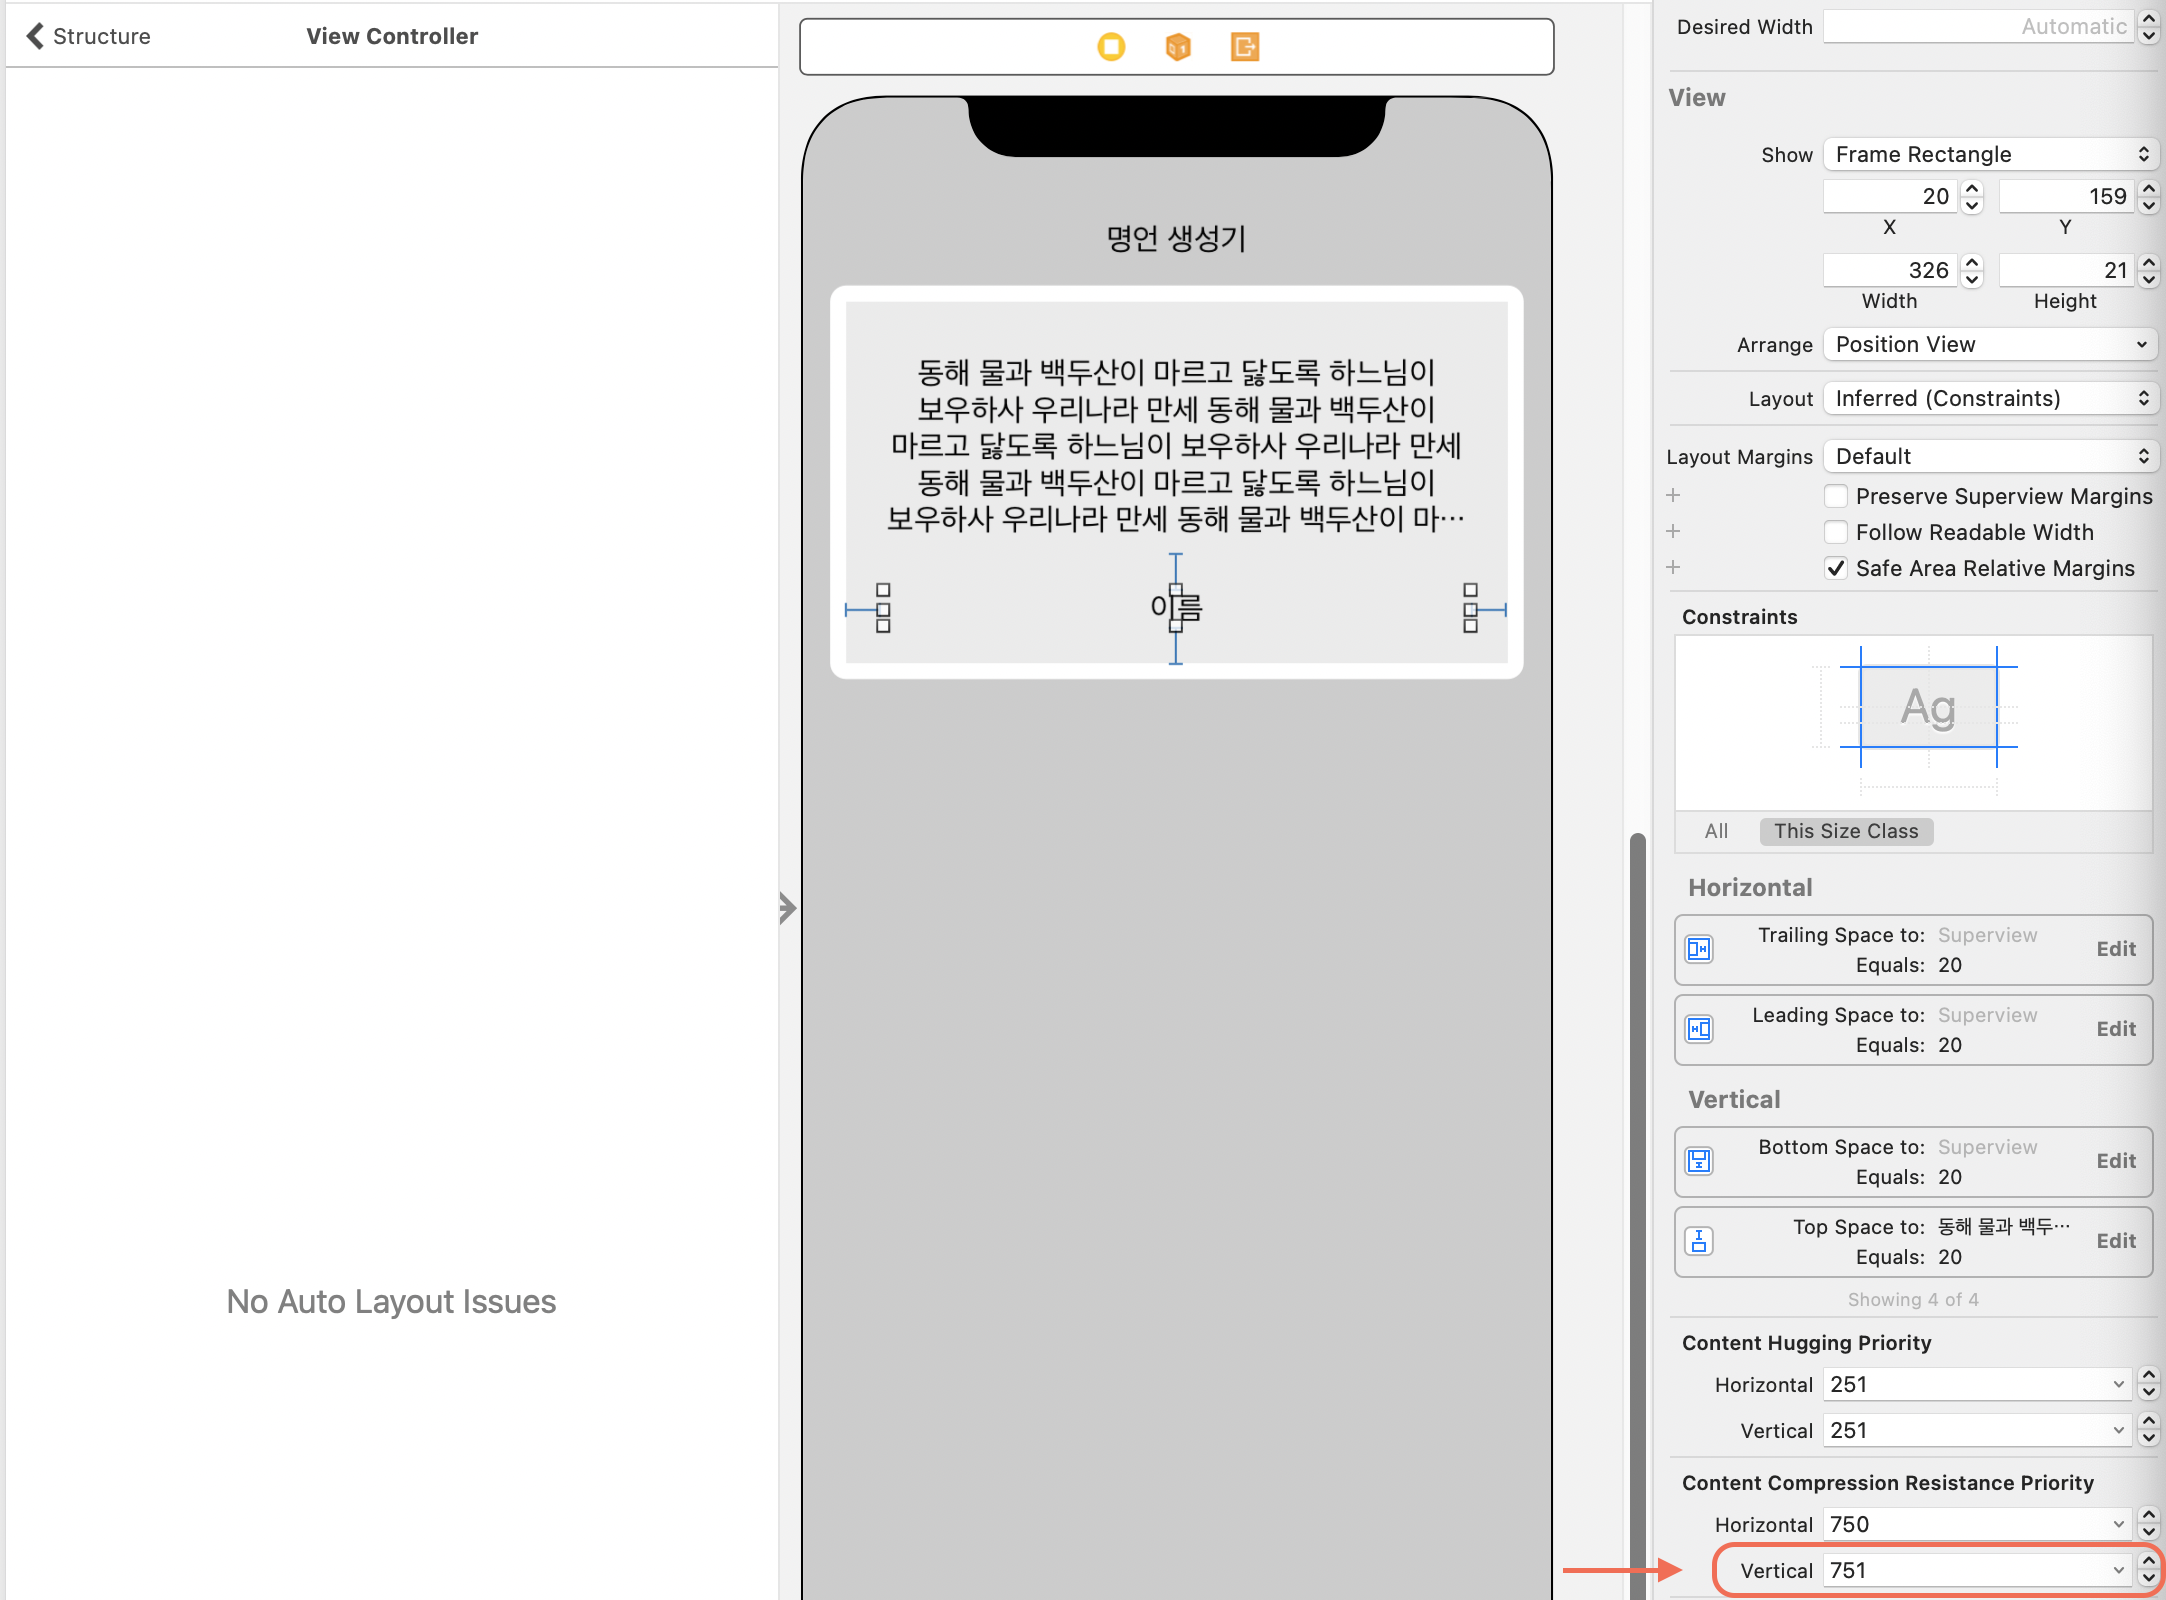 Structure
View Controller
No Auto Layout Issues
명언 생성기
동해 물과 백두산이 마르고 닳도록 하느님이
보우하사 우리나라 만세 동해 물과 백두산이
마르고 닳도록 하느님이 보우하사 우리나라 만세
동해 물과 백두산이 마르고 닳도록 하느님이
보우하사 우리나라 만세 동해 물과 백두산이 마…
이름
Desired Width Automatic
View
Show Frame Rectangle
20 159
X Y
326 21
Width Height
Arrange Position View
Layout Inferred (Constraints)
Layout Margins Default
Preserve Superview Margins
Follow Readable Width
Safe Area Relative Margins
Constraints
Ag
All This Size Class
Horizontal
Trailing Space to: Superview
Equals: 20
Edit
Leading Space to: Superview
Equals: 20
Edit
Vertical
Bottom Space to: Superview
Equals: 20
Edit
Top Space to: 동해 물과 백두…
Equals: 20
Edit
Showing 4 of 4
Content Hugging Priority
Horizontal 251
Vertical 251
Content Compression Resistance Priority
Horizontal 750
Vertical 751